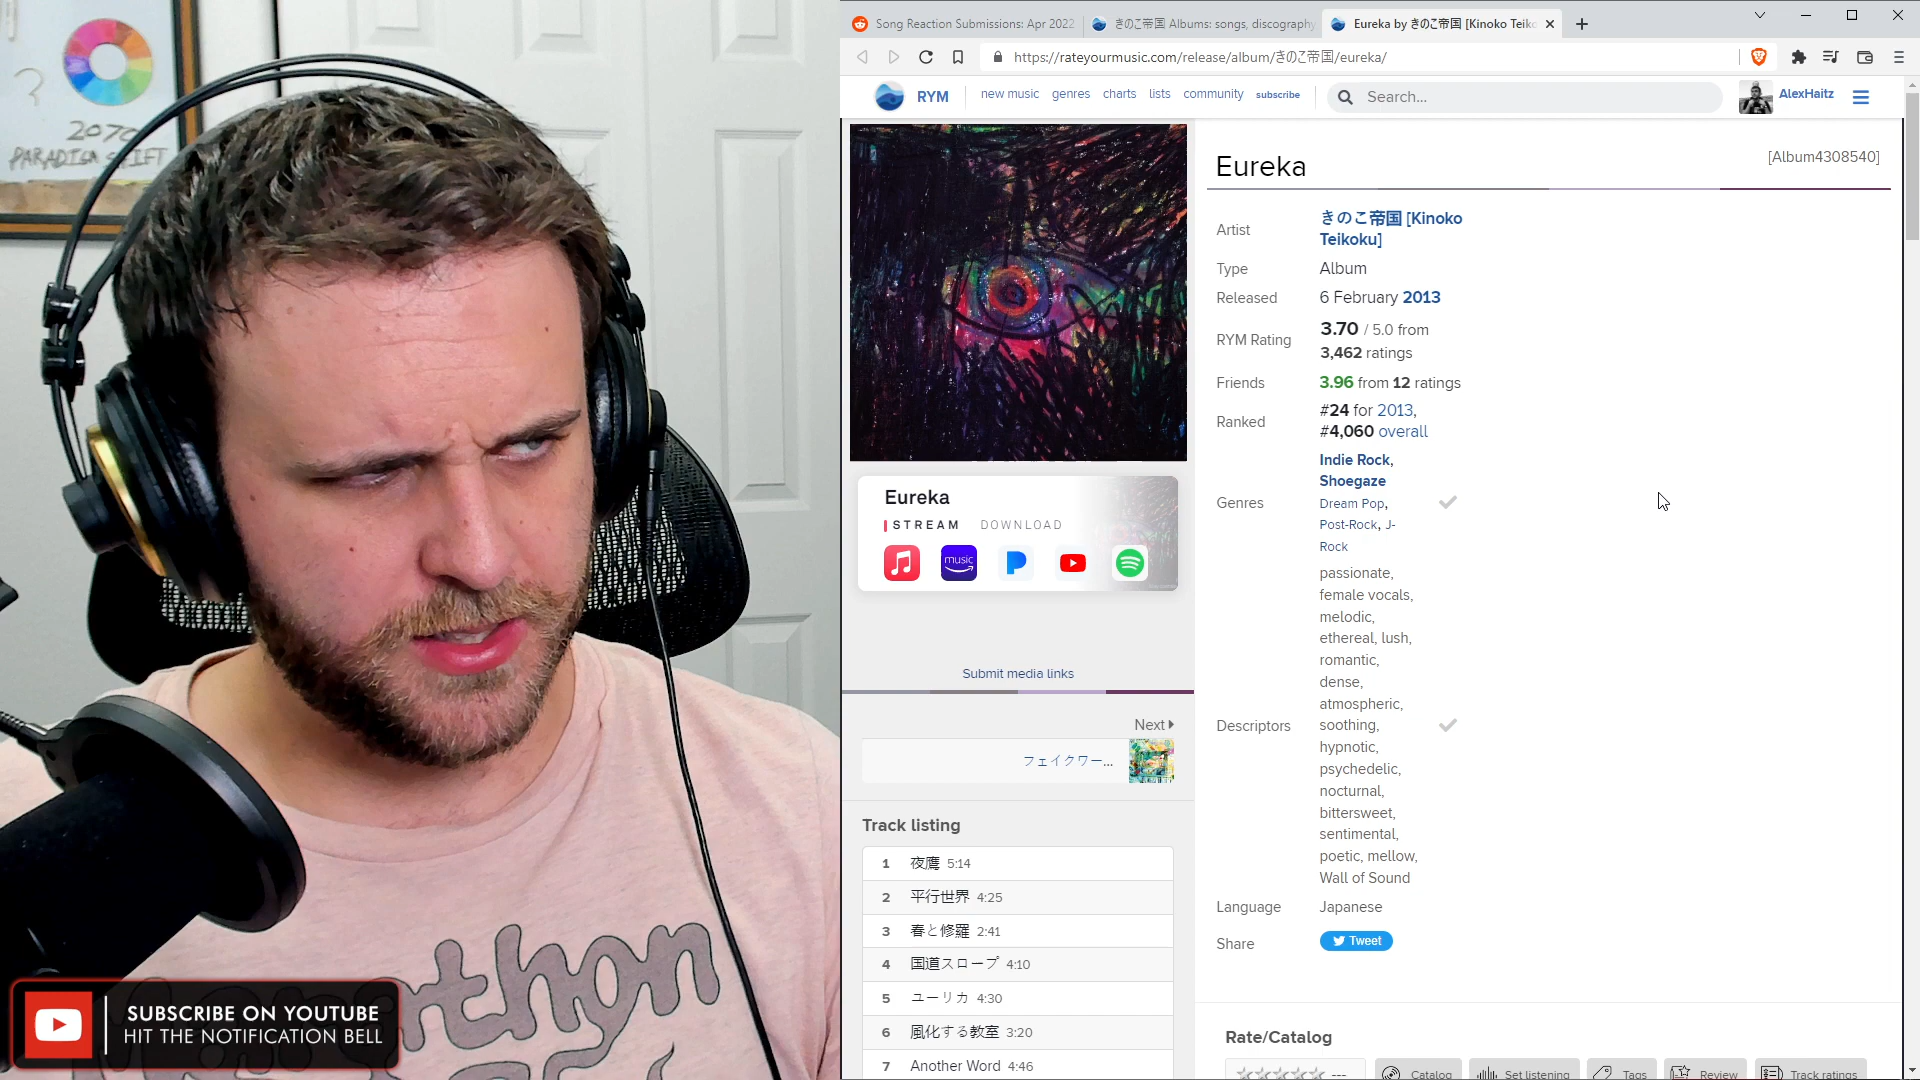 2070
PARADIGM SHIFT
SUBSCRIBE ON YOUTUBE
HIT THE NOTIFICATION BELL
Song Reaction Submissions: Apr 2022
きのこ帝国 Albums: songs, discography
Eureka by きのこ帝国 [Kinoko Teiko
https://rateyourmusic.com/release/album/きのこ帝国/eureka/
RYM
new music genres charts lists community subscribe
Search...
AlexHaitz
Eureka
STREAM DOWNLOAD
music
Submit media links
Next
フェイクワー...
Track listing
1 夜鷹 5:14
2 平行世界 4:25
3 春と修羅 2:41
4 国道スロープ 4:10
5 ユーリカ 4:30
6 風化する教室 3:20
7 Another Word 4:46
Eureka
[Album4308540]
Artist きのこ帝国 [Kinoko
Teikoku]
Type Album
Released 6 February 2013
RYM Rating 3.70 / 5.0 from
3,462 ratings
Friends 3.96 from 12 ratings
Ranked #24 for 2013,
#4,060 overall
Genres Indie Rock,
Shoegaze
Dream Pop,
Post-Rock, J-
Rock
Descriptors passionate,
female vocals,
melodic,
ethereal, lush,
romantic,
dense,
atmospheric,
soothing,
hypnotic,
psychedelic,
nocturnal,
bittersweet,
sentimental,
poetic, mellow,
Wall of Sound
Language Japanese
Share Tweet
Rate/Catalog
--- Catalog Set listening Tags Review Track ratings